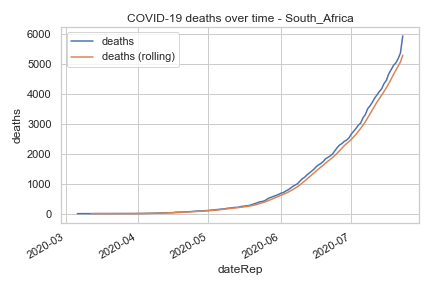 COVID-19 deaths over time - South_Africa
deaths
deaths (rolling)
6000
5000
4000
3000
2000
1000
0
deaths
2020-03
2020-04
2020-05
2020-06
2020-07
dateRep